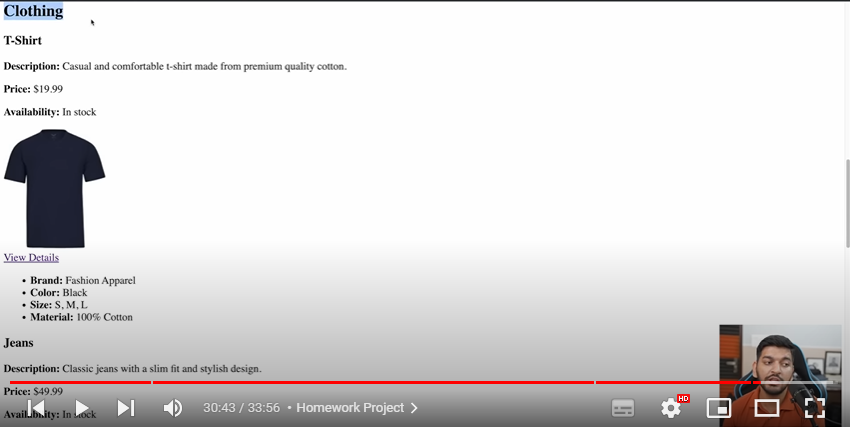 Clothing
T-Shirt
Description: Casual and comfortable t-shirt made from premium quality cotton.
Price: $19.99
Availability: In stock
View Details
• Brand: Fashion Apparel
• Color: Black
• Size: S, M, L
• Material: 100% Cotton
Jeans
Description: Classic jeans with a slim fit and stylish design.
Price: $49.99
Availability: In stock
30:43 / 33:56 • Homework Project
HD